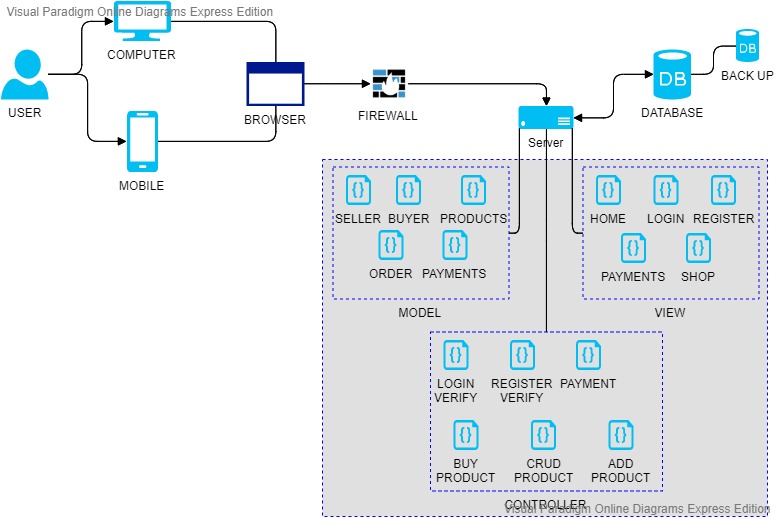 Visual Paradigm Online Diagrams Express Edition
COMPUTER
USER
MOBILE
BROWSER
FIREWALL
Server
DB
DATABASE
DB
BACK UP
{} {} {}
SELLER BUYER PRODUCTS
{} {}
ORDER PAYMENTS
MODEL
{} {} {}
HOME LOGIN REGISTER
{} {}
PAYMENTS SHOP
VIEW
{} {} {}
LOGIN VERIFY
REGISTER VERIFY
PAYMENT
{} {} {}
BUY PRODUCT
CRUD PRODUCT
ADD PRODUCT
CONTROLLER
Visual Paradigm Online Diagrams Express Edition